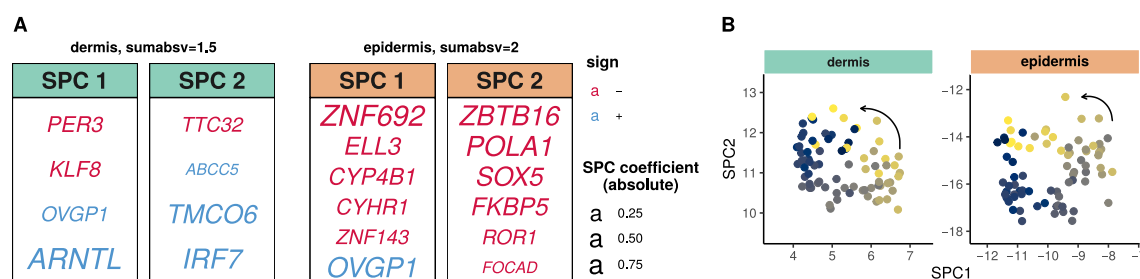 A
dermis, sumabsv=1.5
SPC 1
SPC 2
PER3
TTC32
KLF8
ABCC5
OVGP1
TMCO6
ARNTL
IRF7
epidermis, sumabsv=2
SPC 1
SPC 2
ZNF692
ZBTB16
ELL3
POLA1
CYP4B1
SOX5
CYHR1
FKBP5
ZNF143
ROR1
OVGP1
FOCAD
sign
a −
a +
SPC coefficient
(absolute)
a 0.25
a 0.50
a 0.75
B
dermis
epidermis
SPC2
13
12
11
10
−12
−14
−16
−18
4 5 6 7
−12 −11 −10 −9 −8
SPC1